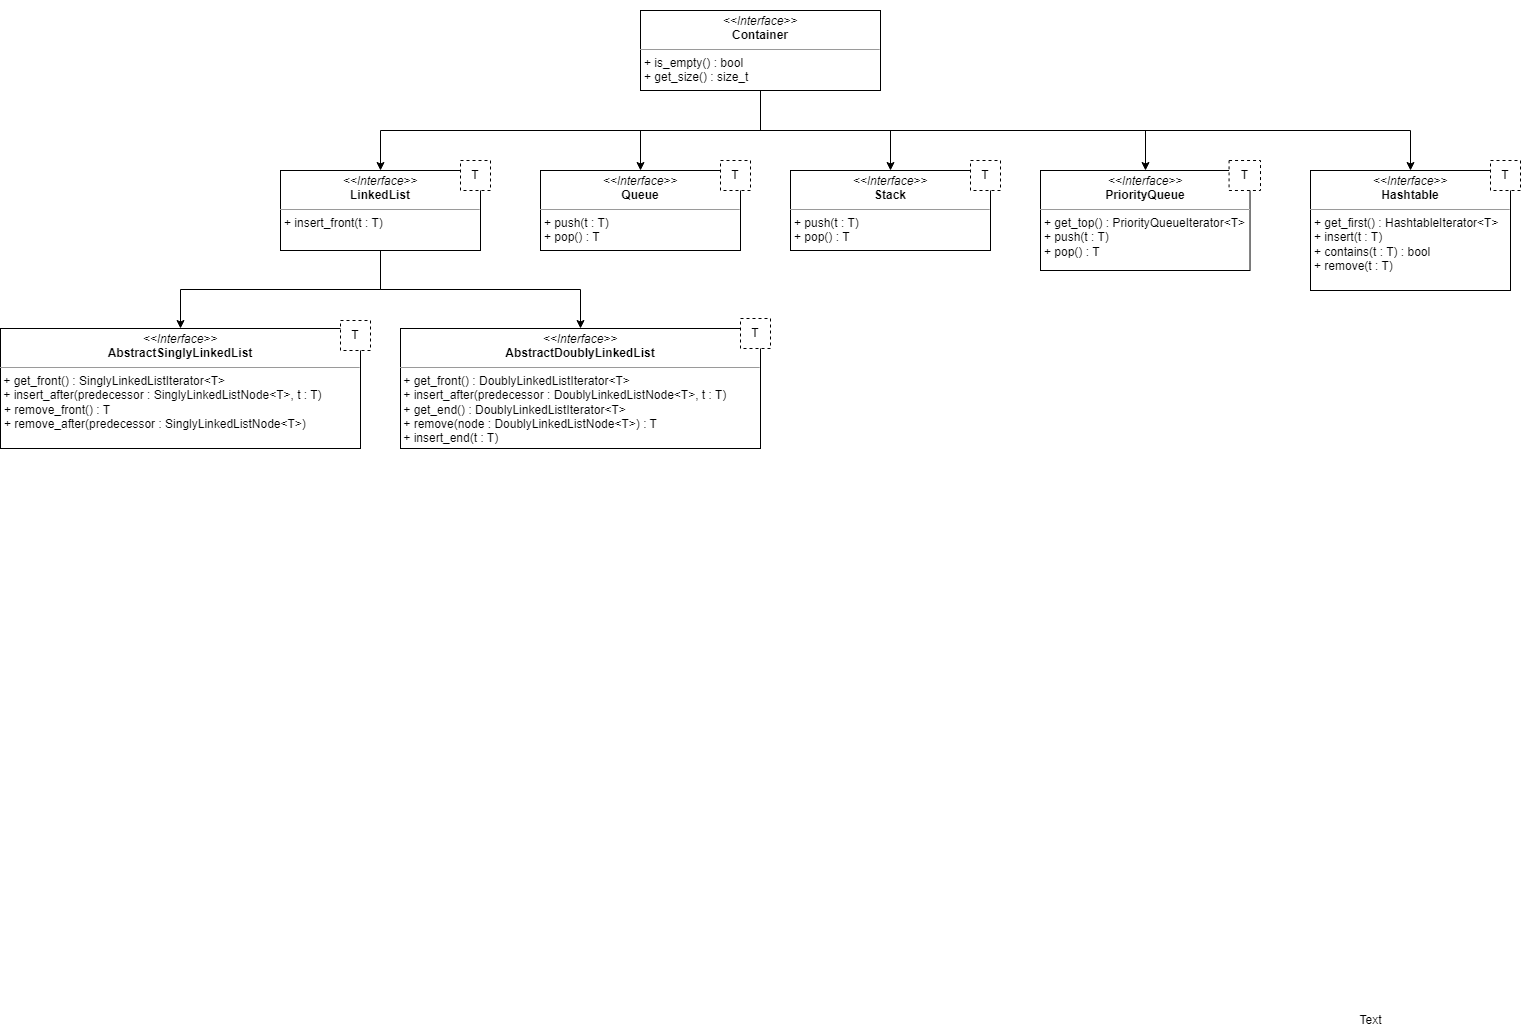 <<Interface>>
Container
+ is_empty() : bool
+ get_size() : size_t
<<Interface>>
LinkedList
T
+ insert_front(t : T)
<<Interface>>
Queue
T
+ push(t : T)
+ pop() : T
<<Interface>>
Stack
T
+ push(t : T)
+ pop() : T
<<Interface>>
PriorityQueue
T
+ get_top() : PriorityQueueIterator<T>
+ push(t : T)
+ pop() : T
<<Interface>>
Hashtable
T
+ get_first() : HashtableIterator<T>
+ insert(t : T)
+ contains(t : T) : bool
+ remove(t : T)
<<Interface>>
AbstractSinglyLinkedList
T
+ get_front() : SinglyLinkedListIterator<T>
+ insert_after(predecessor : SinglyLinkedListNode<T>, t : T)
+ remove_front() : T
+ remove_after(predecessor : SinglyLinkedListNode<T>)
<<Interface>>
AbstractDoublyLinkedList
T
+ get_front() : DoublyLinkedListIterator<T>
+ insert_after(predecessor : DoublyLinkedListNode<T>, t : T)
+ get_end() : DoublyLinkedListIterator<T>
+ remove(node : DoublyLinkedListNode<T>) : T
+ insert_end(t : T)
Text